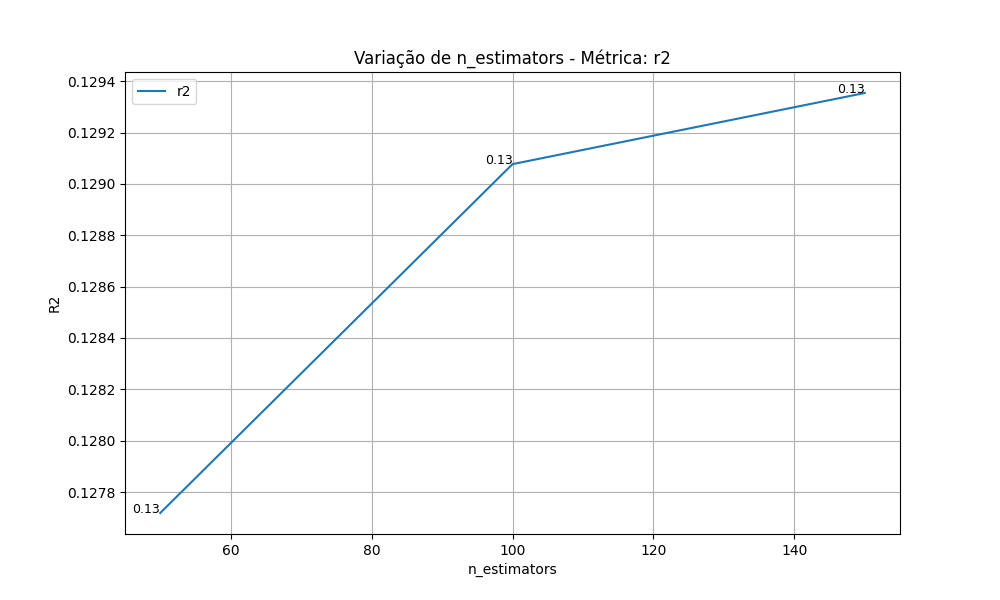 Variação de n_estimators - Métrica: r2
r2
0.1294
0.1292
0.1290
0.1288
0.1286
0.1284
0.1282
0.1280
0.1278
R2
0.13
0.13
0.13
60 80 100 120 140
n_estimators